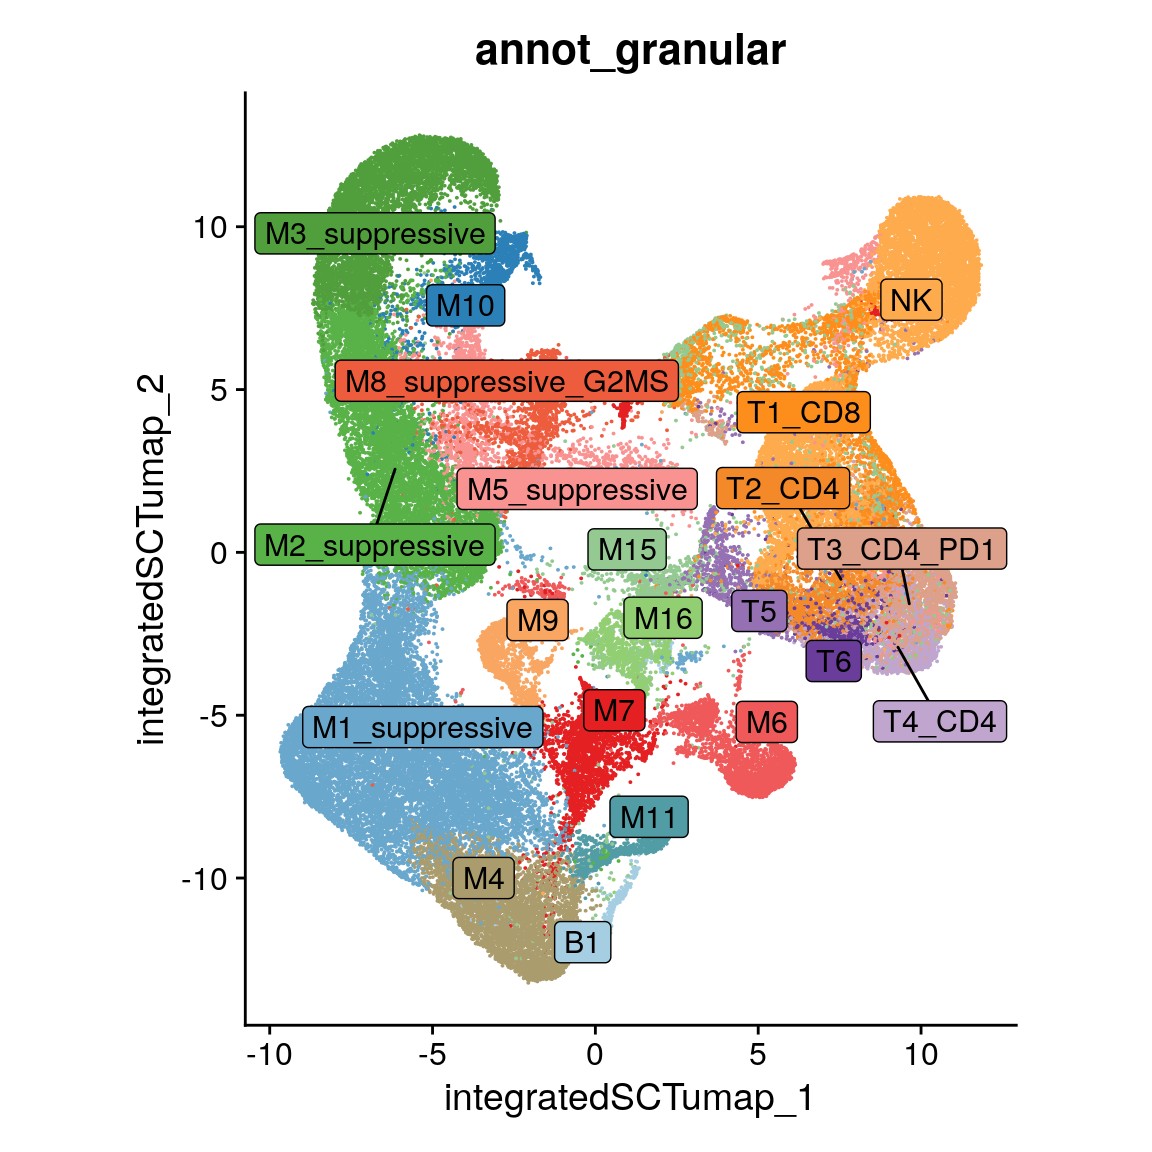 annot_granular
integratedSCTumap_2
10
5
0
-5
-10
M3_suppressive
M10
NK
M8_suppressive_G2MS
T1_CD8
M5_suppressive
T2_CD4
M2_suppressive
M15
T3_CD4_PD1
M9
M16
T5
T6
M1_suppressive
M7
M6
T4_CD4
M11
M4
B1
-10
-5
0
5
10
integratedSCTumap_1